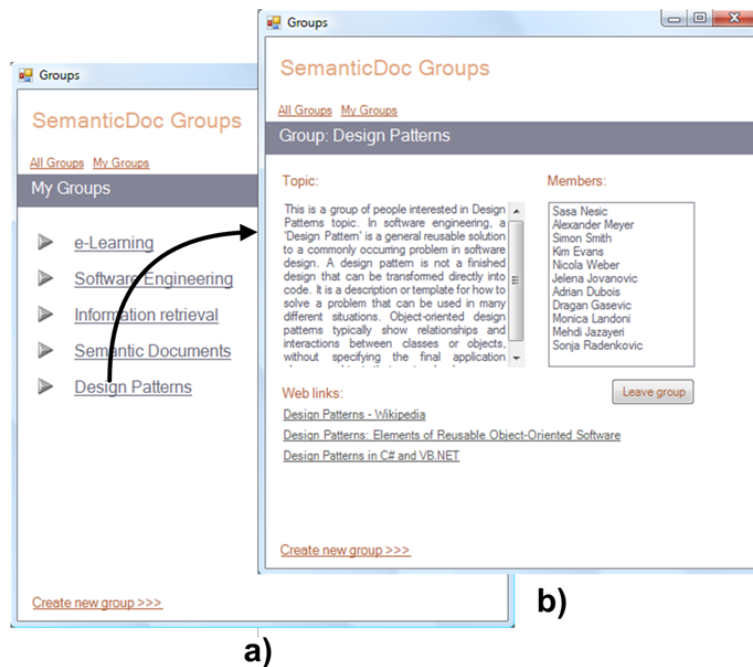 Groups
SemanticDoc Groups
All Groups My Groups
My Groups
e-Learning
Software Engineering
Information retrieval
Semantic Documents
Design Patterns
Create new group >>>
a)
Groups
SemanticDoc Groups
All Groups My Groups
Group: Design Patterns
Topic:
This is a group of people interested in Design
Patterns topic. In software engineering, a
'Design Pattern' is a general reusable solution
to a commonly occurring problem in software
design. A design pattern is not a finished
design that can be transformed directly into
code. It is a description or template for how to
solve a problem that can be used in many
different situations. Object-oriented design
patterns typically show relationships and
interactions between classes or objects,
without specifying the final application
Members:
Sasa Nesic
Alexander Meyer
Simon Smith
Kim Evans
Nicola Weber
Jelena Jovanovic
Adrian Dubois
Dragan Gasevic
Monica Landoni
Mehdi Jazayeri
Sonja Radenkovic
Leave group
Web links:
Design Patterns - Wikipedia
Design Patterns: Elements of Reusable Object-Oriented Software
Design Patterns in C# and VB.NET
Create new group >>>
b)